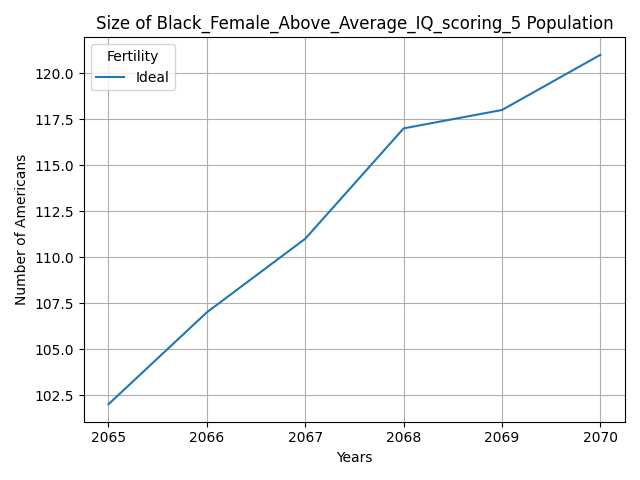 Size of Black_Female_Above_Average_IQ_scoring_5 Population
Fertility
Ideal
120.0
117.5
115.0
112.5
110.0
107.5
105.0
102.5
Number of Americans
2065 2066 2067 2068 2069 2070
Years